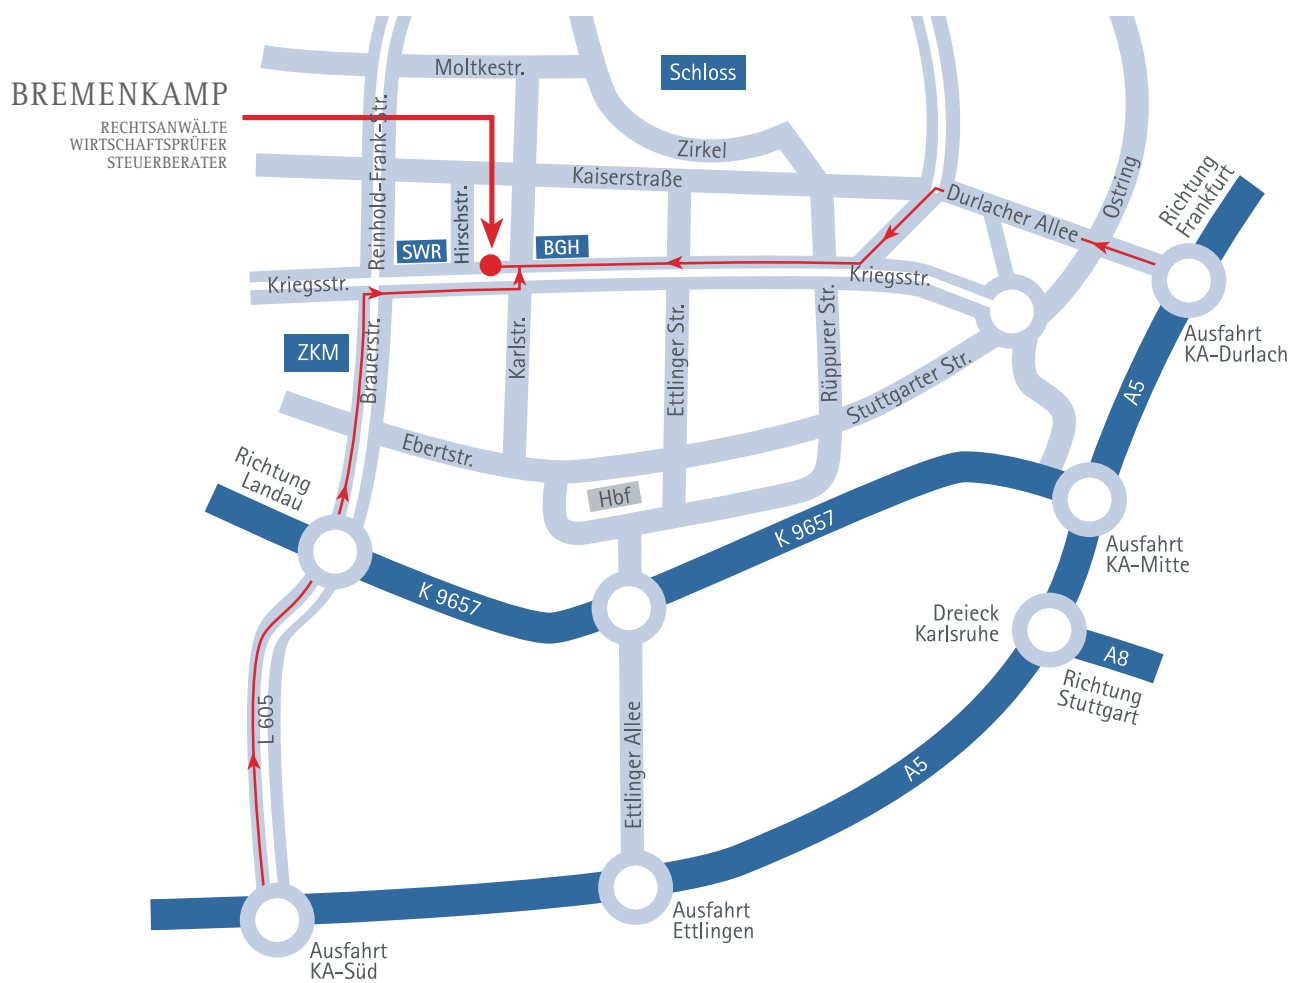 BREMENKAMP
RECHTSANWÄLTE
WIRTSCHAFTSPRÜFER
STEUERBERATER
Moltkestr.
Schloss
Reinhold-Frank-Str.
Zirkel
Kaiserstraße
Hirschstr.
SWR
BGH
Durlacher Allee
Ostring
Richtung
Frankfurt
Kriegsstr.
Kriegsstr.
Ausfahrt
KA-Durlach
ZKM
Brauerstr.
Karlstr.
Ettlinger Str.
Rüppurer Str.
Stuttgarter Str.
A5
Ebertstr.
Richtung
Landau
Hbf
K 9657
K 9657
Ausfahrt
KA-Mitte
Dreieck
Karlsruhe
A8
Richtung
Stuttgart
L 605
Ettlinger Allee
A5
Ausfahrt
Ettlingen
Ausfahrt
KA-Süd